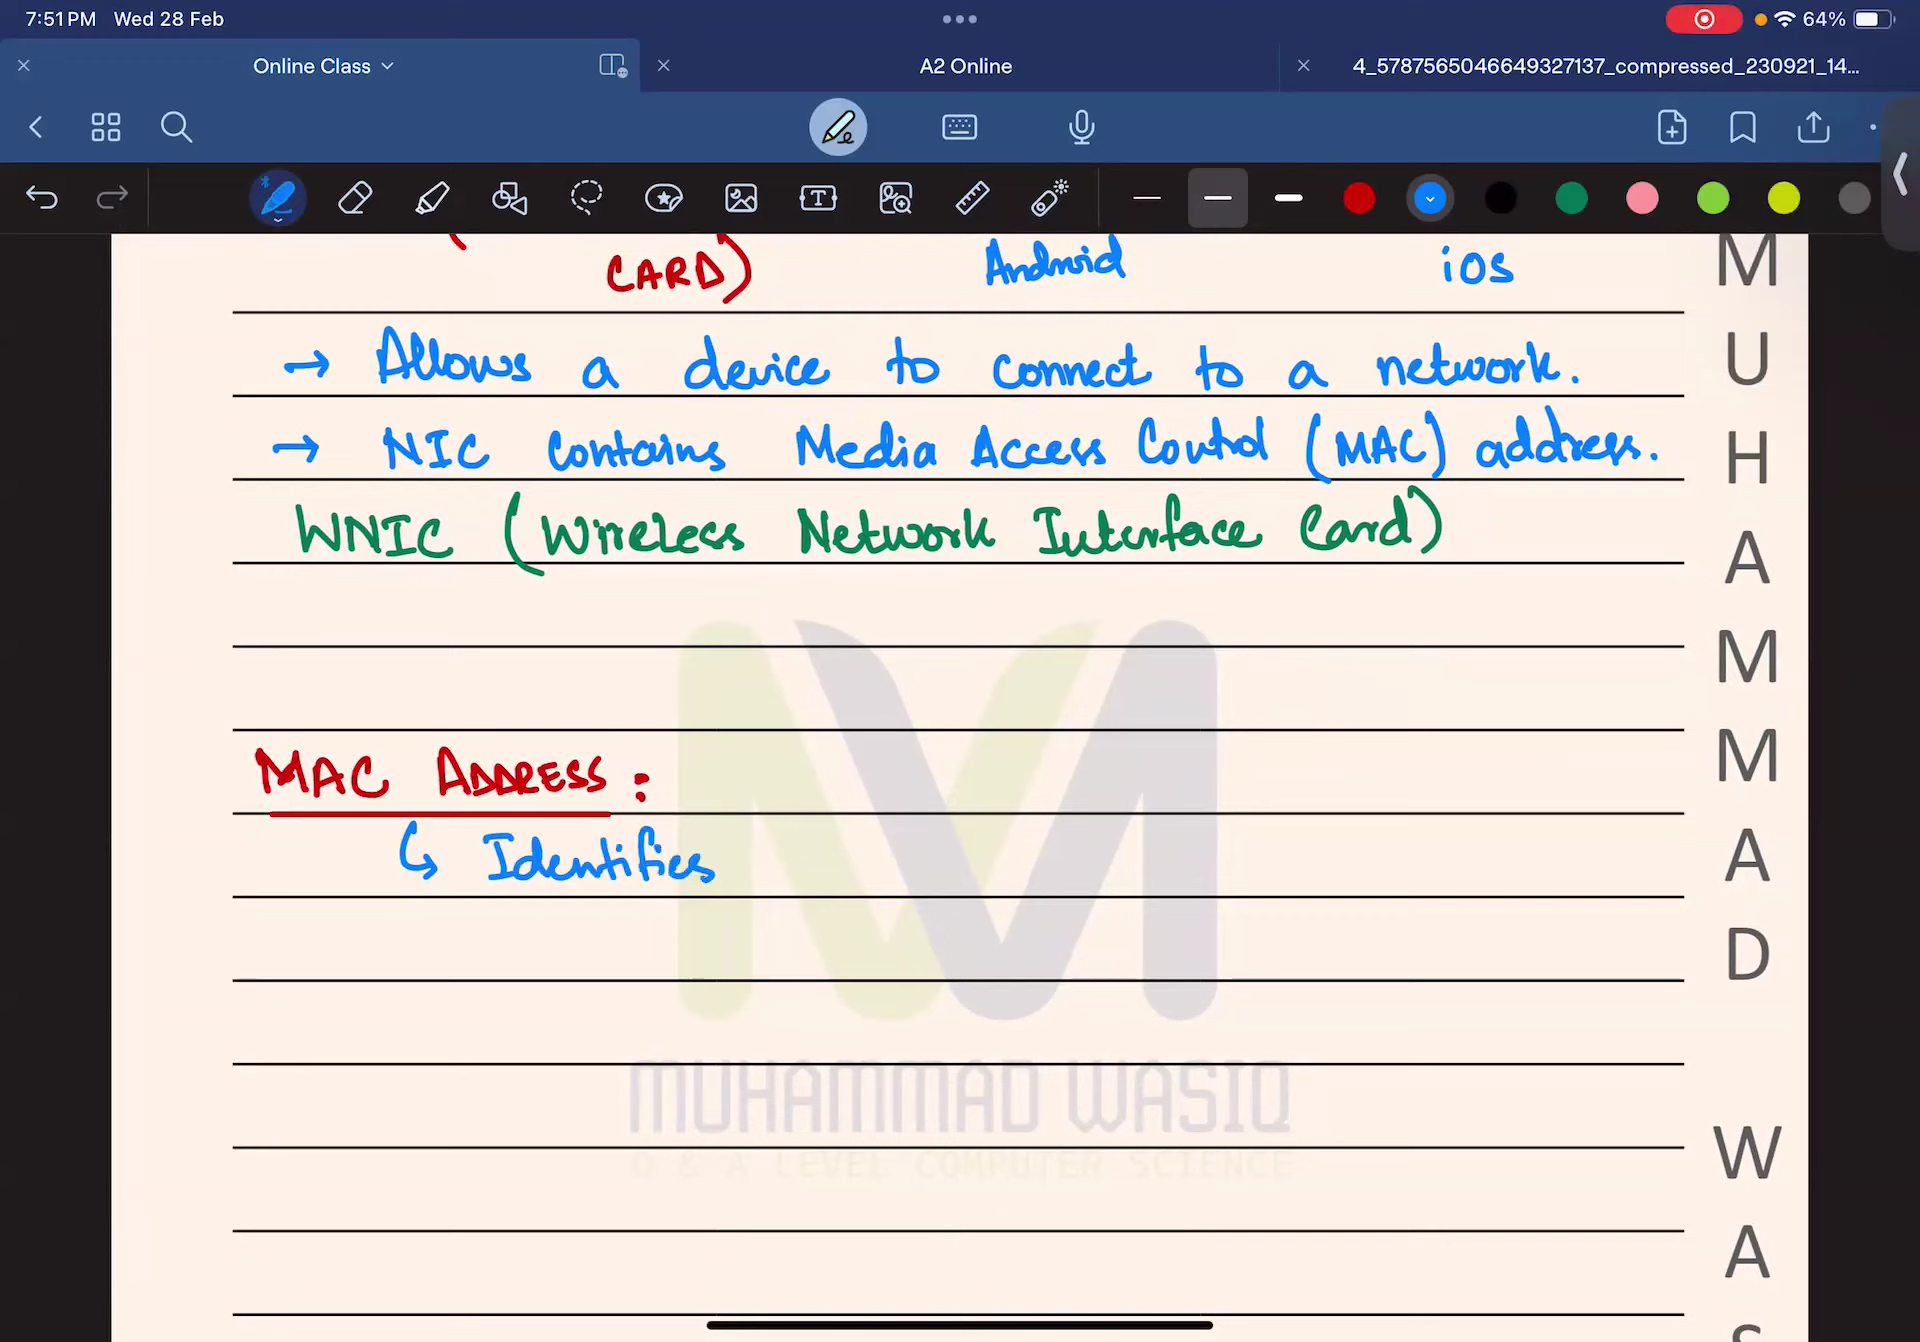 7:51 PM Wed 28 Feb
64%
Online Class
A2 Online
4_5787565046649327137_compressed_230921_14...
CARD)
Android
iOS
→ Allows a device to connect to a network.
→ NIC contains Media Access Control (MAC) address.
WNIC (Wireless Network Interface Card)
MAC ADDRESS :
↳ Identifies
MUHAMMAD WASIQ
O & A LEVEL COMPUTER SCIENCE
MUHAMMAD WAS